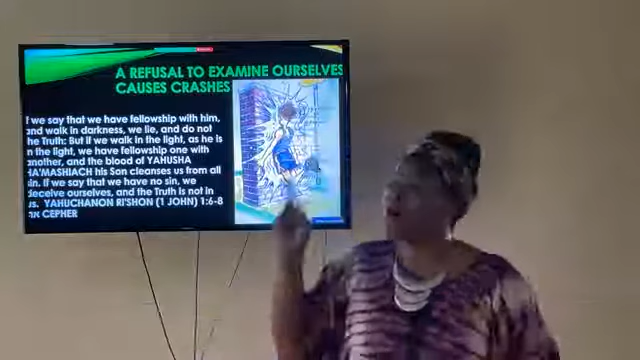 A REFUSAL TO EXAMINE OURSELVES
CAUSES CRASHES
f we say that we have fellowship with him,
and walk in darkness, we lie, and do not
he Truth: But if we walk in the light, as he is
n the light, we have fellowship one with
another, and the blood of YAHUSHA
HA'MASHIACH his Son cleanses us from all
in. If we say that we have no sin, we
deceive ourselves, and the Truth is not in
us. YAHUCHANON RI'SHON (1 JOHN) 1:6-8
CEPHER